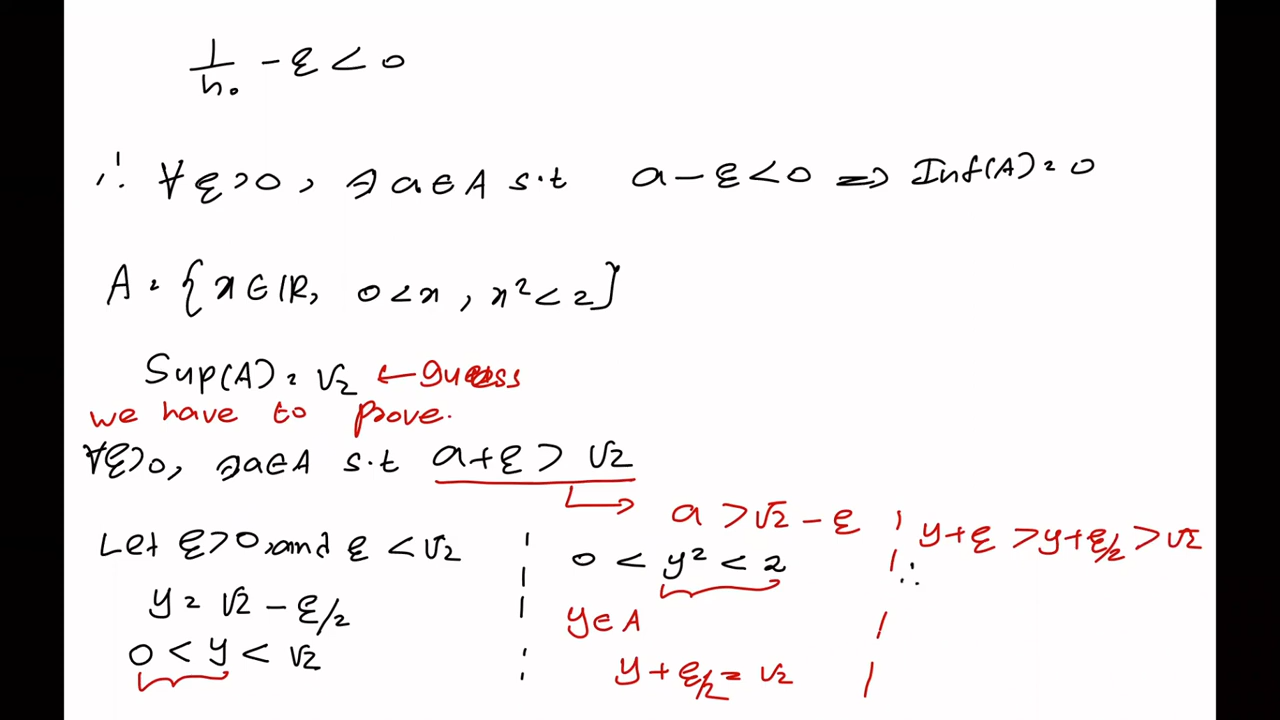 1/n₀ - ε < 0
∴ ∀ε>0, ∃a∈A s.t a - ε < 0 ⇒ Inf(A) = 0
A = {x∈ℝ, 0<x, x²<2}
Sup(A) = √2 ← guess
we have to prove.
∀ε>0, ∃a∈A s.t a+ε > √2
a > √2 - ε
Let ε>0, and ε < √2
y = √2 - ε/2
0 < y < √2
0 < y² < 2
y∈A
y + ε/2 = √2
y+ε > y+ε/2 > √2
∴